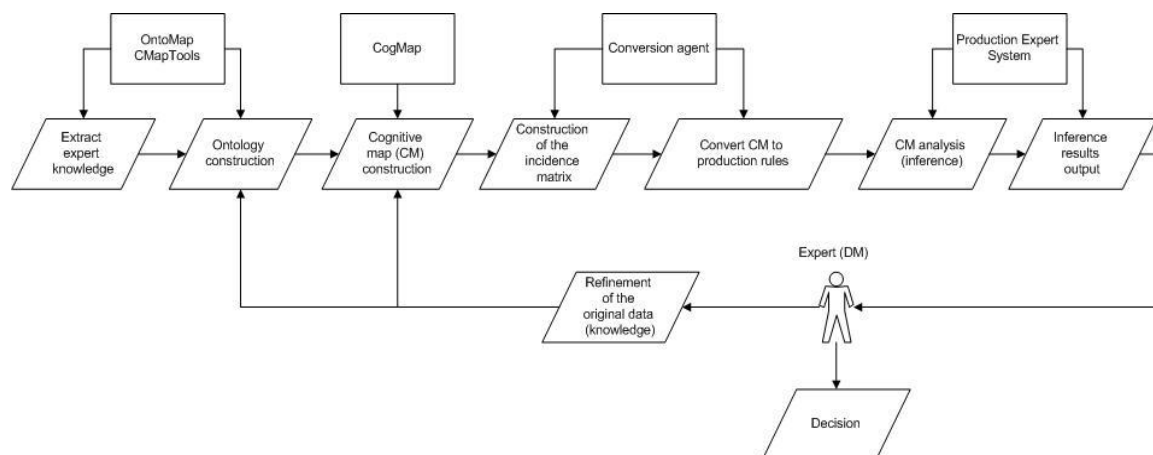 OntoMap
CMapTools
CogMap
Conversion agent
Production Expert
System
Extract
expert
knowledge
Ontology
construction
Cognitive
map (CM)
construction
Construction
of the
incidence
matrix
Convert CM to
production rules
CM analysis
(inference)
Inference
results
output
Expert (DM)
Refinement
of the
original data
(knowledge)
Decision